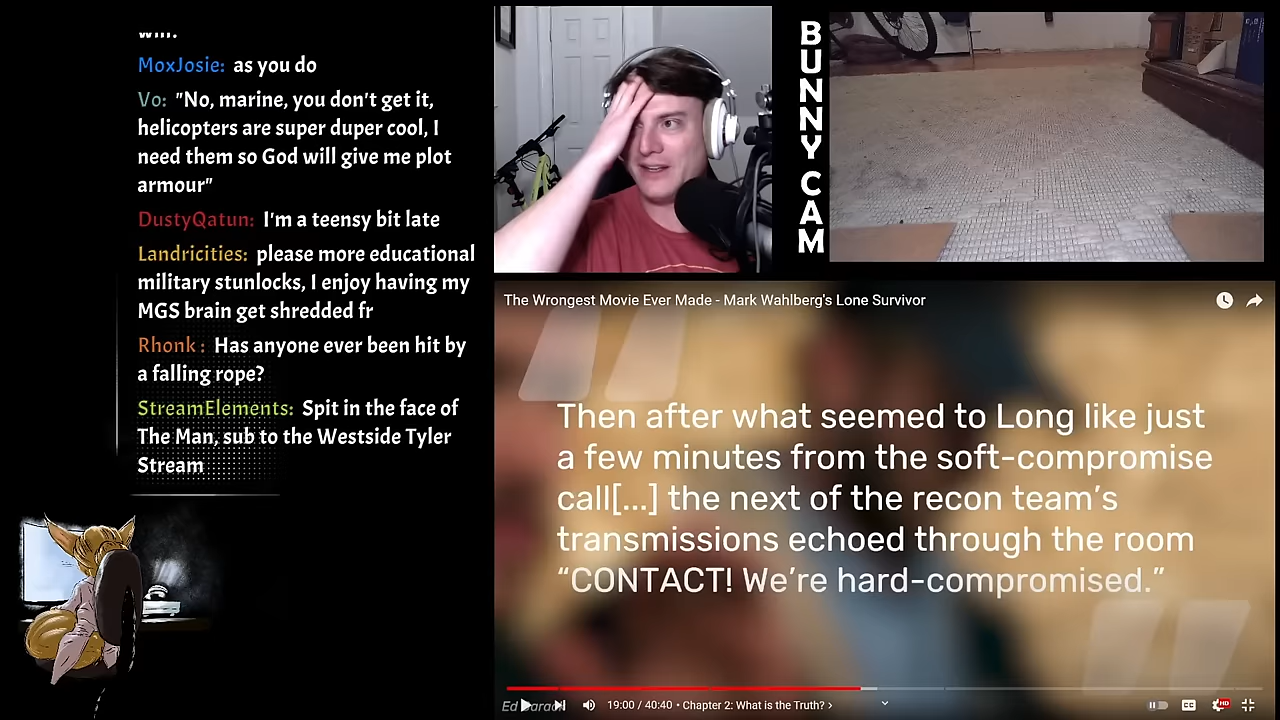 MoxJosie: as you do
Vo: "No, marine, you don't get it,
helicopters are super duper cool, I
need them so God will give me plot
armour"
DustyQatun: I'm a teensy bit late
Landricities: please more educational
military stunlocks, I enjoy having my
MGS brain get shredded fr
Rhonk : Has anyone ever been hit by
a falling rope?
StreamElements: Spit in the face of
The Man, sub to the Westside Tyler
Stream
BUNNY CAM
The Wrongest Movie Ever Made - Mark Wahlberg's Lone Survivor
Then after what seemed to Long like just
a few minutes from the soft-compromise
call[...] the next of the recon team's
transmissions echoed through the room
“CONTACT! We're hard-compromised.”
Ed
19:00 / 40:40 • Chapter 2: What is the Truth? ›
CC
HD